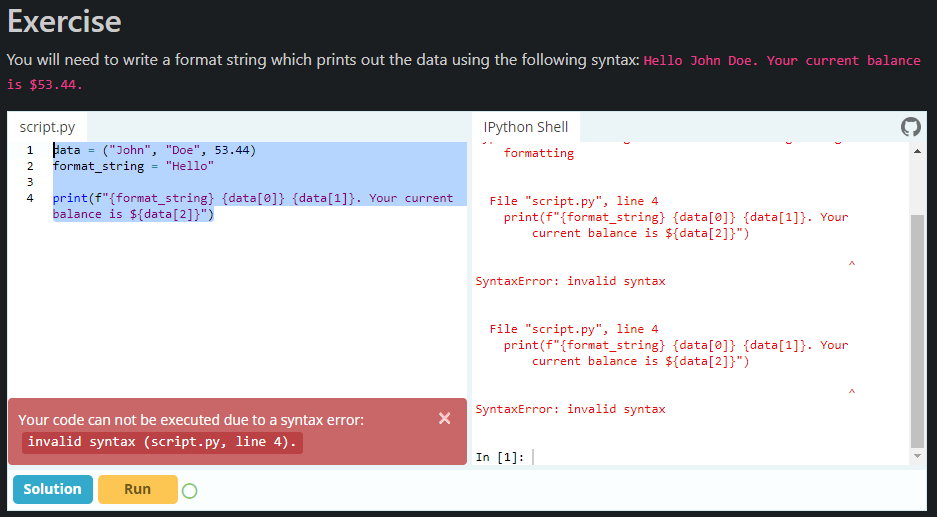 Exercise
You will need to write a format string which prints out the data using the following syntax: Hello John Doe. Your current balance
is $53.44.
script.py
1 data = ("John", "Doe", 53.44)
2 format_string = "Hello"
3
4 print(f"{format_string} {data[0]} {data[1]}. Your current
balance is ${data[2]}")
IPython Shell
formatting
File "script.py", line 4
print(f"{format_string} {data[0]} {data[1]}. Your
current balance is ${data[2]}")
^
SyntaxError: invalid syntax
File "script.py", line 4
print(f"{format_string} {data[0]} {data[1]}. Your
current balance is ${data[2]}")
^
SyntaxError: invalid syntax
In [1]:
Your code can not be executed due to a syntax error:
invalid syntax (script.py, line 4).
×
Solution
Run